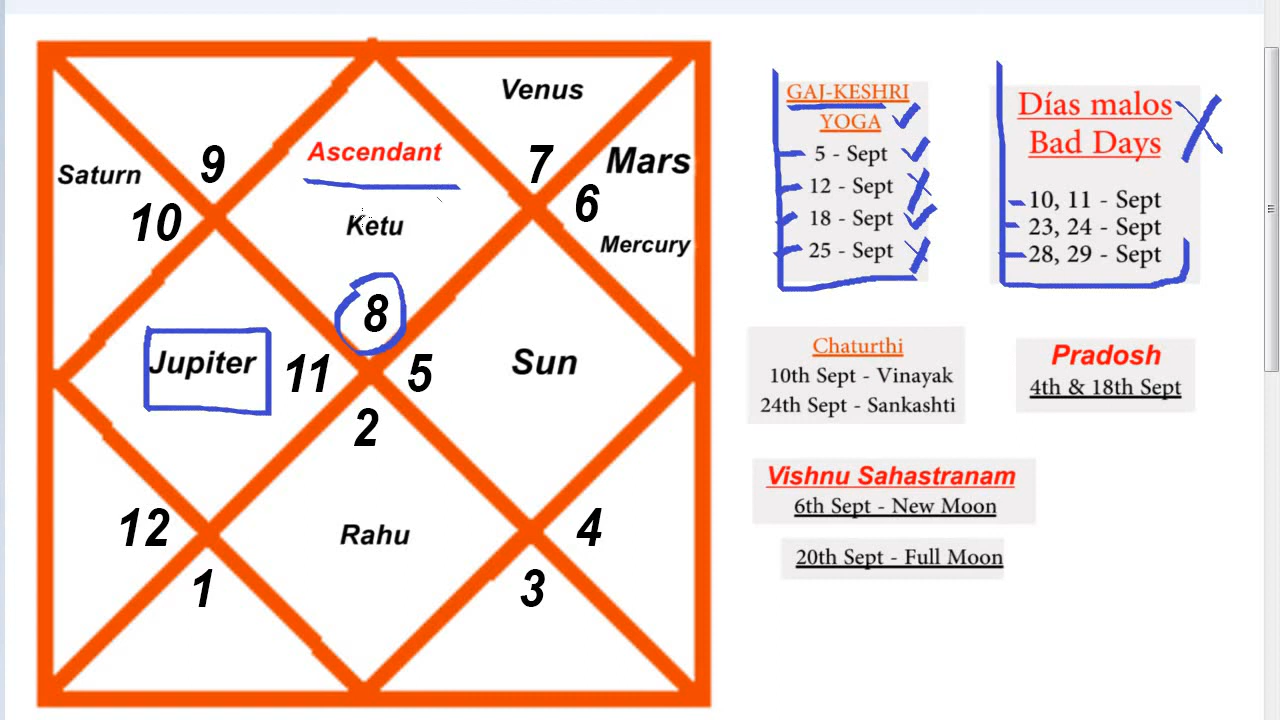 Venus
Ascendant
Saturn
9
7
Mars
10
Ketu
6
Mercury
8
Jupiter
11
5
Sun
2
12
Rahu
4
1
3
GAJ-KESHRI
YOGA
5 - Sept
12 - Sept
18 - Sept
25 - Sept
Días malos
Bad Days
10, 11 - Sept
23, 24 - Sept
28, 29 - Sept
Chaturthi
10th Sept - Vinayak
24th Sept - Sankashti
Pradosh
4th & 18th Sept
Vishnu Sahastranam
6th Sept - New Moon
20th Sept - Full Moon